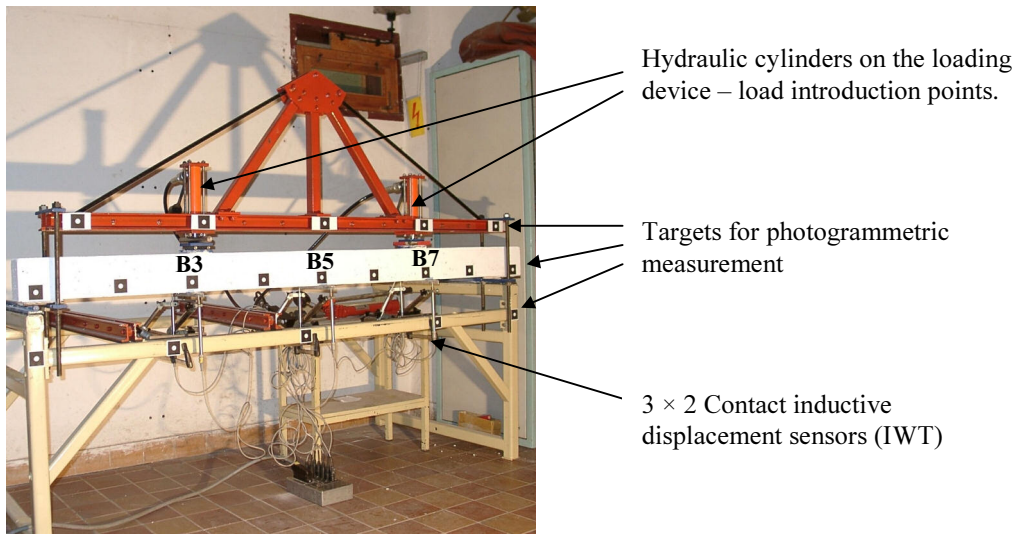 Hydraulic cylinders on the loading
device – load introduction points.
B3 B5 B7
Targets for photogrammetric
measurement
3 × 2 Contact inductive
displacement sensors (IWT)